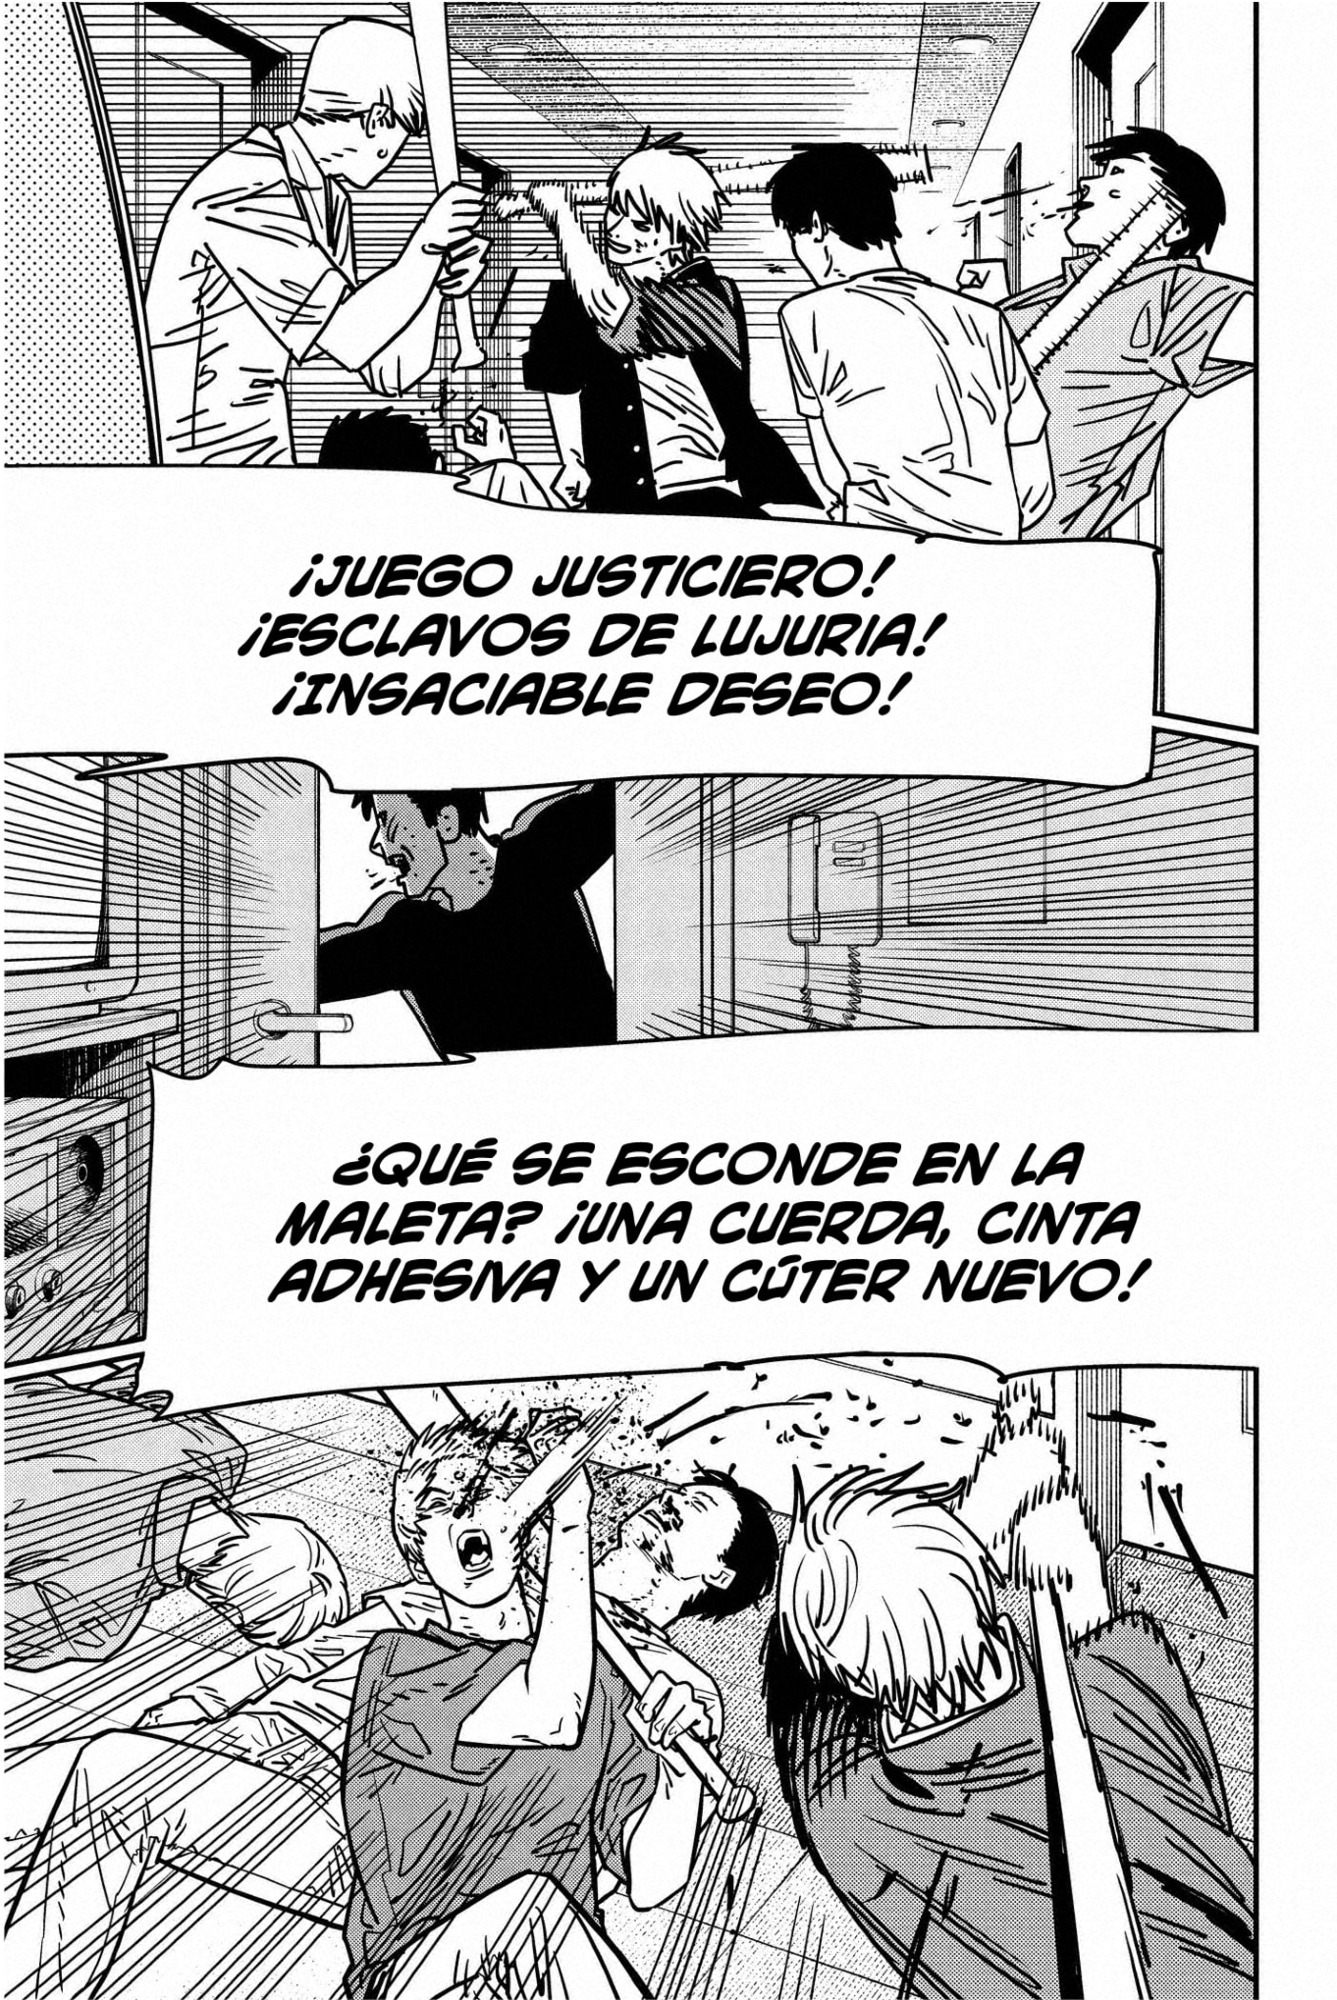 ¡JUEGO JUSTICIERO!
¡ESCLAVOS DE LUJURIA!
¡INSACIABLE DESEO!
¿QUÉ SE ESCONDE EN LA
MALETA? ¡UNA CUERDA, CINTA
ADHESIVA Y UN CÚTER NUEVO!